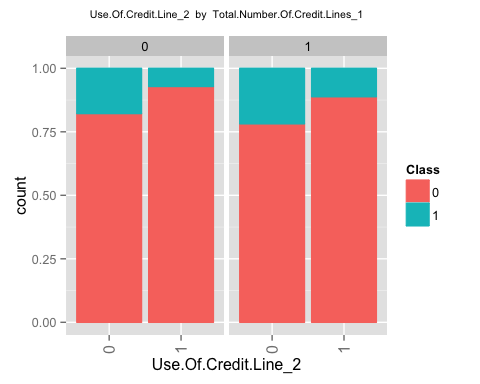 Use.Of.Credit.Line_2 by Total.Number.Of.Credit.Lines_1
0 1
1.00
0.75
0.50
0.25
0.00
count
0 1 0 1
Use.Of.Credit.Line_2
Class
0
1